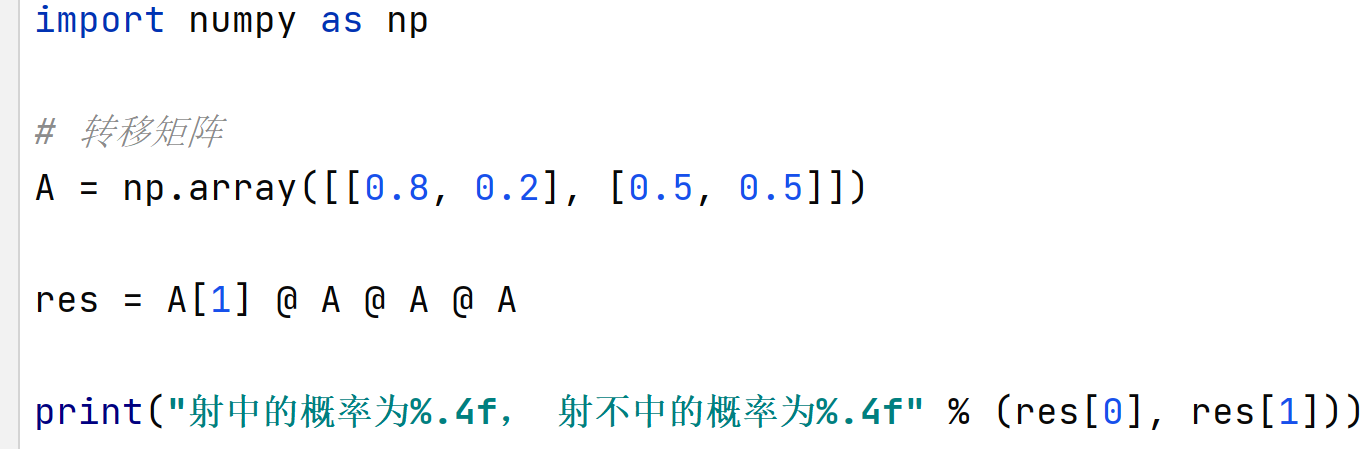 import numpy as np
# 转移矩阵
A = np.array([[0.8, 0.2], [0.5, 0.5]])
res = A[1] @ A @ A @ A
print("射中的概率为%.4f, 射不中的概率为%.4f" % (res[0], res[1]))